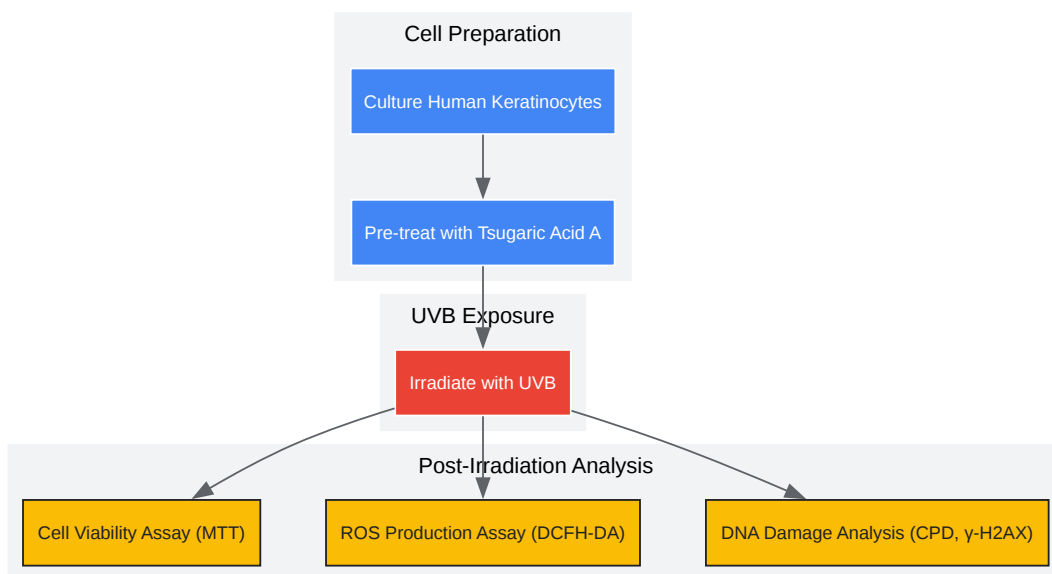 Cell Preparation
Culture Human Keratinocytes
Pre-treat with Tsugaric Acid A
UVB Exposure
Irradiate with UVB
Post-Irradiation Analysis
Cell Viability Assay (MTT)
ROS Production Assay (DCFH-DA)
DNA Damage Analysis (CPD, γ-H2AX)